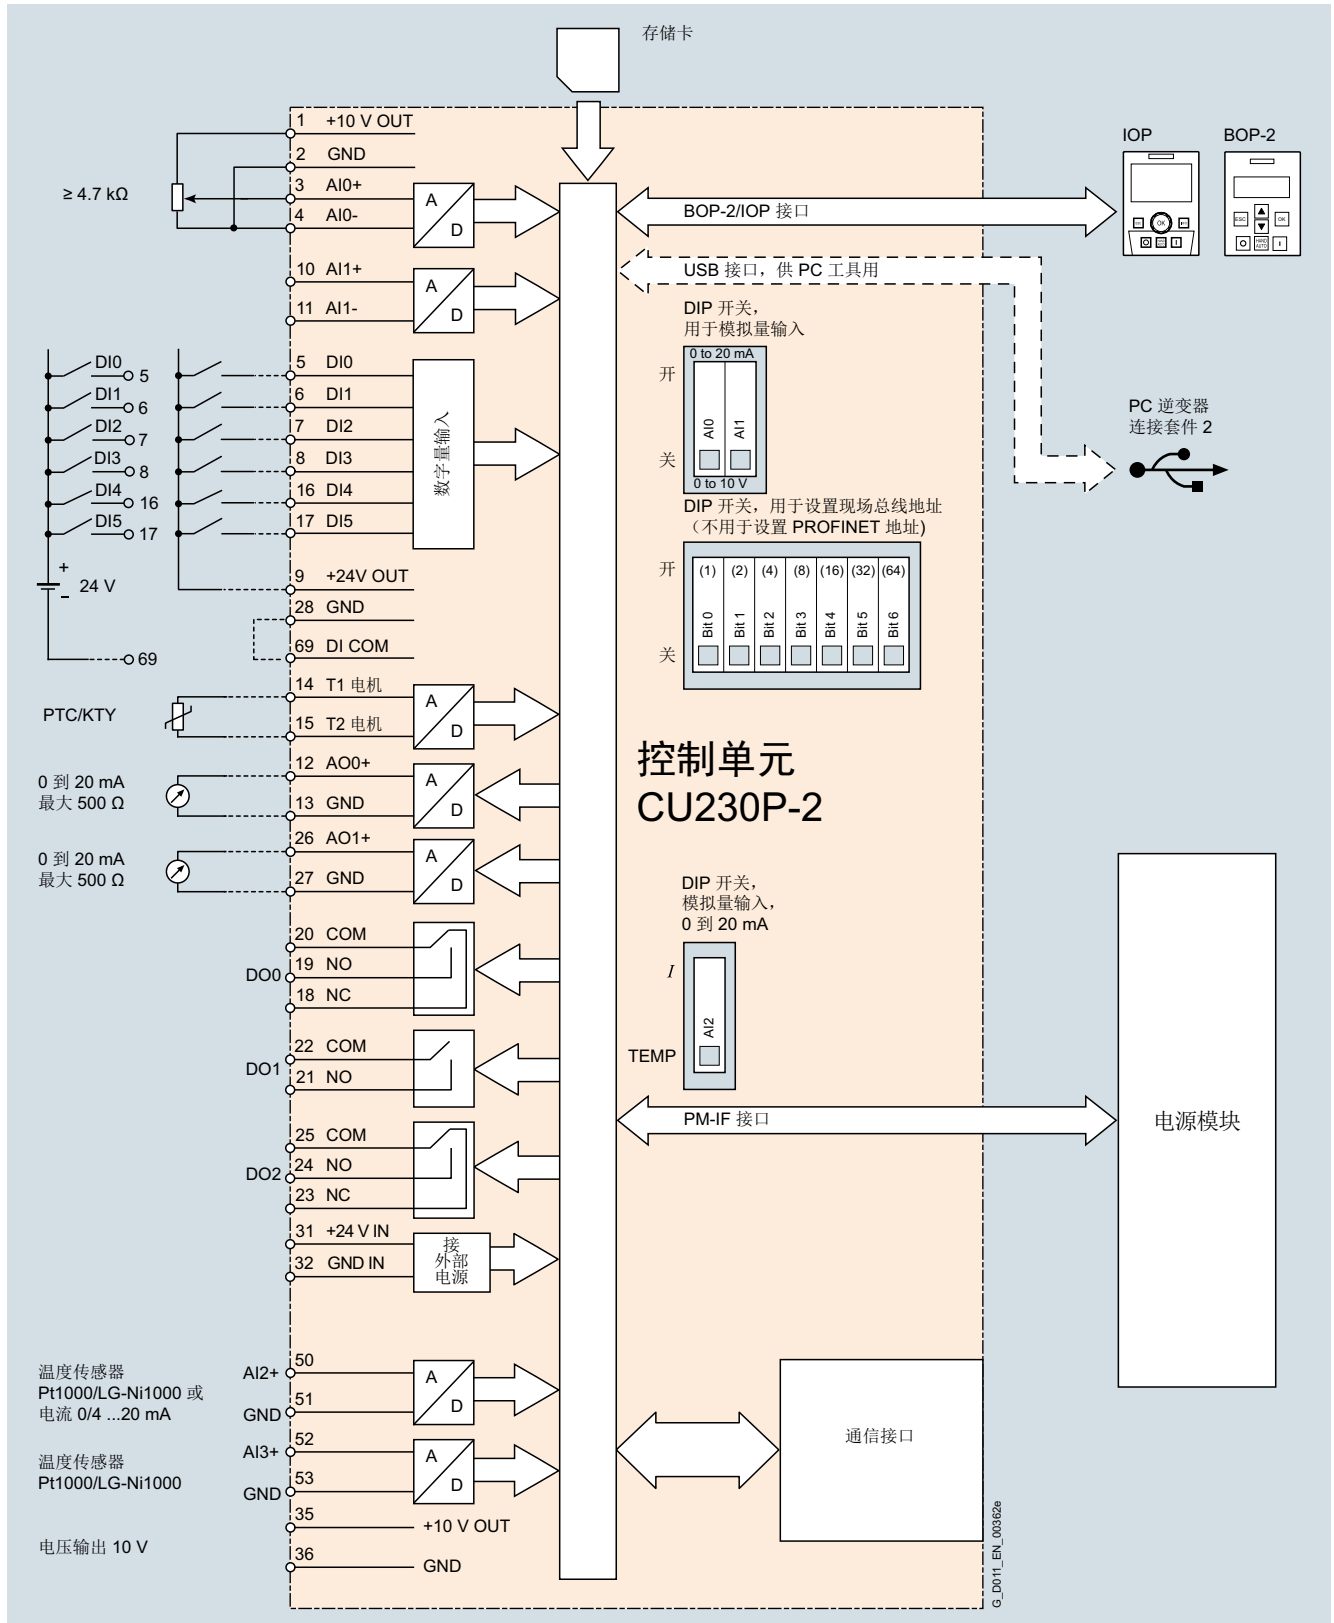 存储卡
IOP
BOP-2
1 +10 V OUT
2 GND
3 AI0+
4 AI0-
≥ 4.7 kΩ
A
D
BOP-2/IOP 接口
ESC
OK
HAND
AUTO
OK
10 AI1+
11 AI1-
A
D
USB 接口，供 PC 工具用
DIP 开关，
用于模拟量输入
0 to 20 mA
开
AI0
AI1
关
0 to 10 V
PC 逆变器
连接套件 2
DI0 5
DI1 6
DI2 7
DI3 8
DI4 16
DI5 17
5 DI0
6 DI1
7 DI2
8 DI3
16 DI4
17 DI5
数字量输入
+
24 V
−
69
9 +24V OUT
28 GND
69 DI COM
DIP 开关，用于设置现场总线地址
（不用于设置 PROFINET 地址)
开
(1) (2) (4) (8) (16) (32) (64)
Bit 0
Bit 1
Bit 2
Bit 3
Bit 4
Bit 5
Bit 6
关
PTC/KTY
14 T1 电机
15 T2 电机
A
D
控制单元
CU230P-2
0 到 20 mA
最大 500 Ω
12 AO0+
13 GND
A
D
0 到 20 mA
最大 500 Ω
26 AO1+
27 GND
A
D
DIP 开关，
模拟量输入，
0 到 20 mA
I
AI2
TEMP
DO0
20 COM
19 NO
18 NC
DO1
22 COM
21 NO
PM-IF 接口
电源模块
DO2
25 COM
24 NO
23 NC
31 +24 V IN
32 GND IN
接
外部
电源
温度传感器
Pt1000/LG-Ni1000 或
电流 0/4 ...20 mA
AI2+ 50
GND 51
A
D
温度传感器
Pt1000/LG-Ni1000
AI3+ 52
GND 53
A
D
通信接口
电压输出 10 V
35 +10 V OUT
36 GND
G_D011_EN_00362e